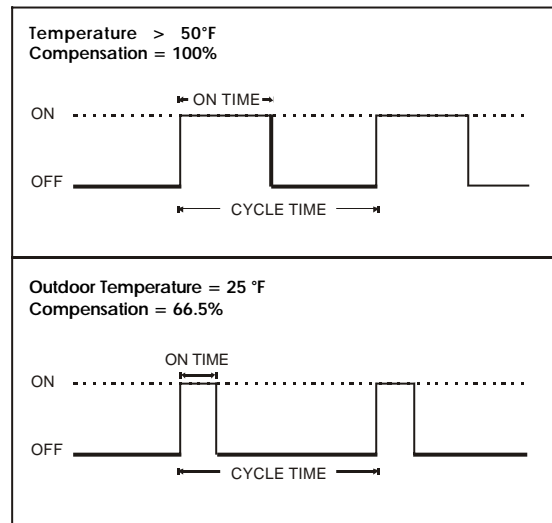 Temperature > 50°F
Compensation = 100%
ON TIME
ON
OFF
CYCLE TIME
Outdoor Temperature = 25 °F
Compensation = 66.5%
ON TIME
ON
OFF
CYCLE TIME